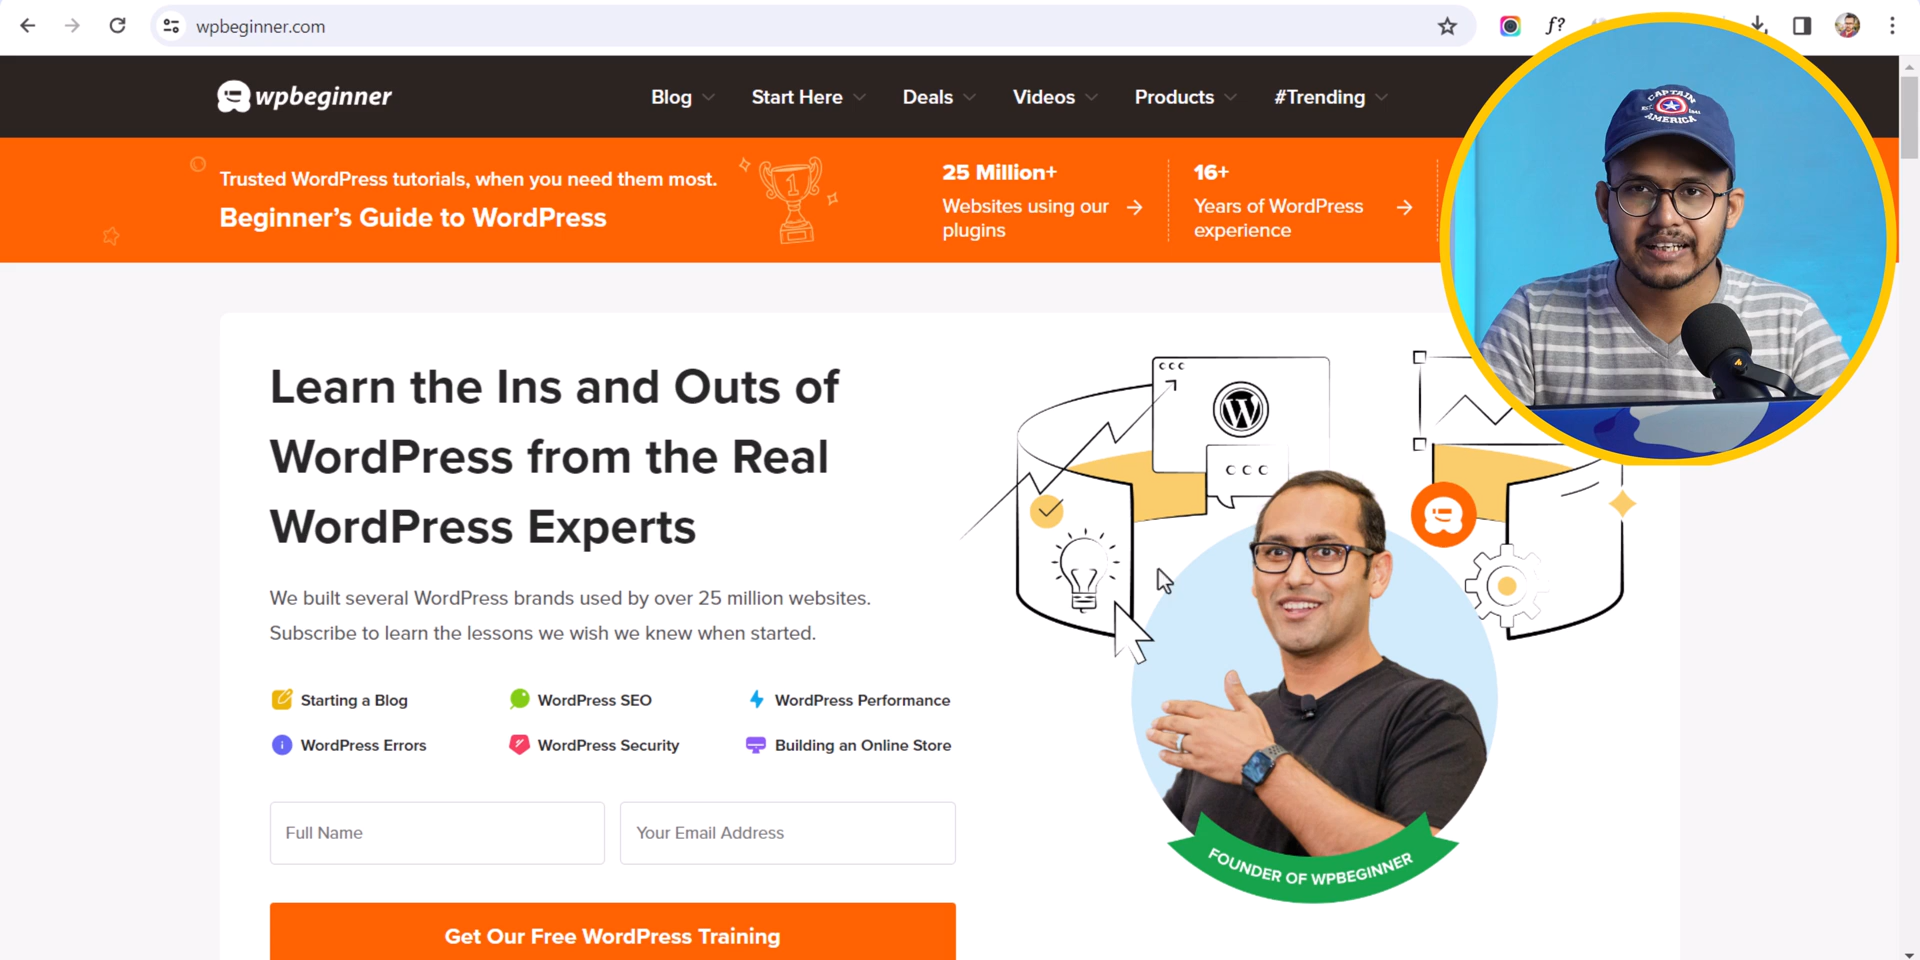 wpbeginner.com
f?
wpbeginner
Blog
Start Here
Deals
Videos
Products
#Trending
Trusted WordPress tutorials, when you need them most.
Beginner's Guide to WordPress
25 Million+
Websites using our
plugins
16+
Years of WordPress
experience
CAPTAIN
AMERICA
Learn the Ins and Outs of
WordPress from the Real
WordPress Experts
We built several WordPress brands used by over 25 million websites.
Subscribe to learn the lessons we wish we knew when started.
Starting a Blog
WordPress SEO
WordPress Performance
WordPress Errors
WordPress Security
Building an Online Store
Full Name
Your Email Address
Get Our Free WordPress Training
FOUNDER OF WPBEGINNER